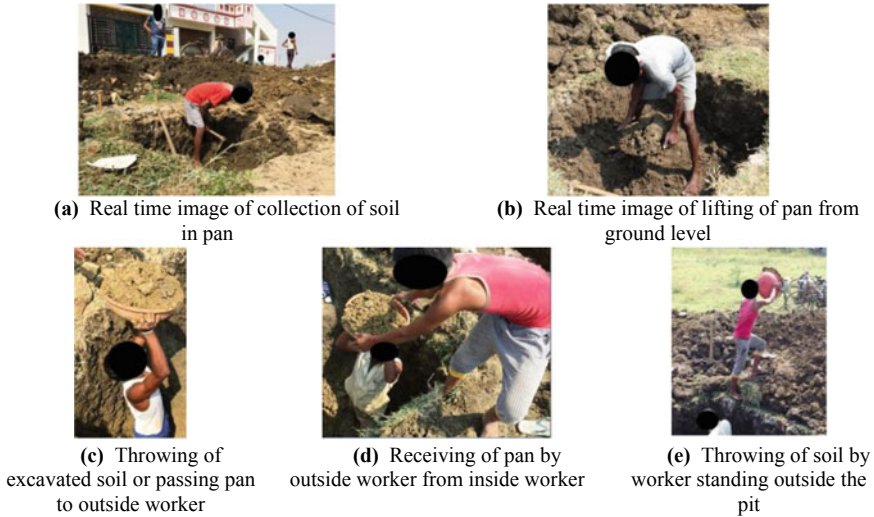 (a) Real time image of collection of soil
in pan
(b) Real time image of lifting of pan from
ground level
(c) Throwing of
excavated soil or passing pan
to outside worker
(d) Receiving of pan by
outside worker from inside worker
(e) Throwing of soil by
worker standing outside the
pit